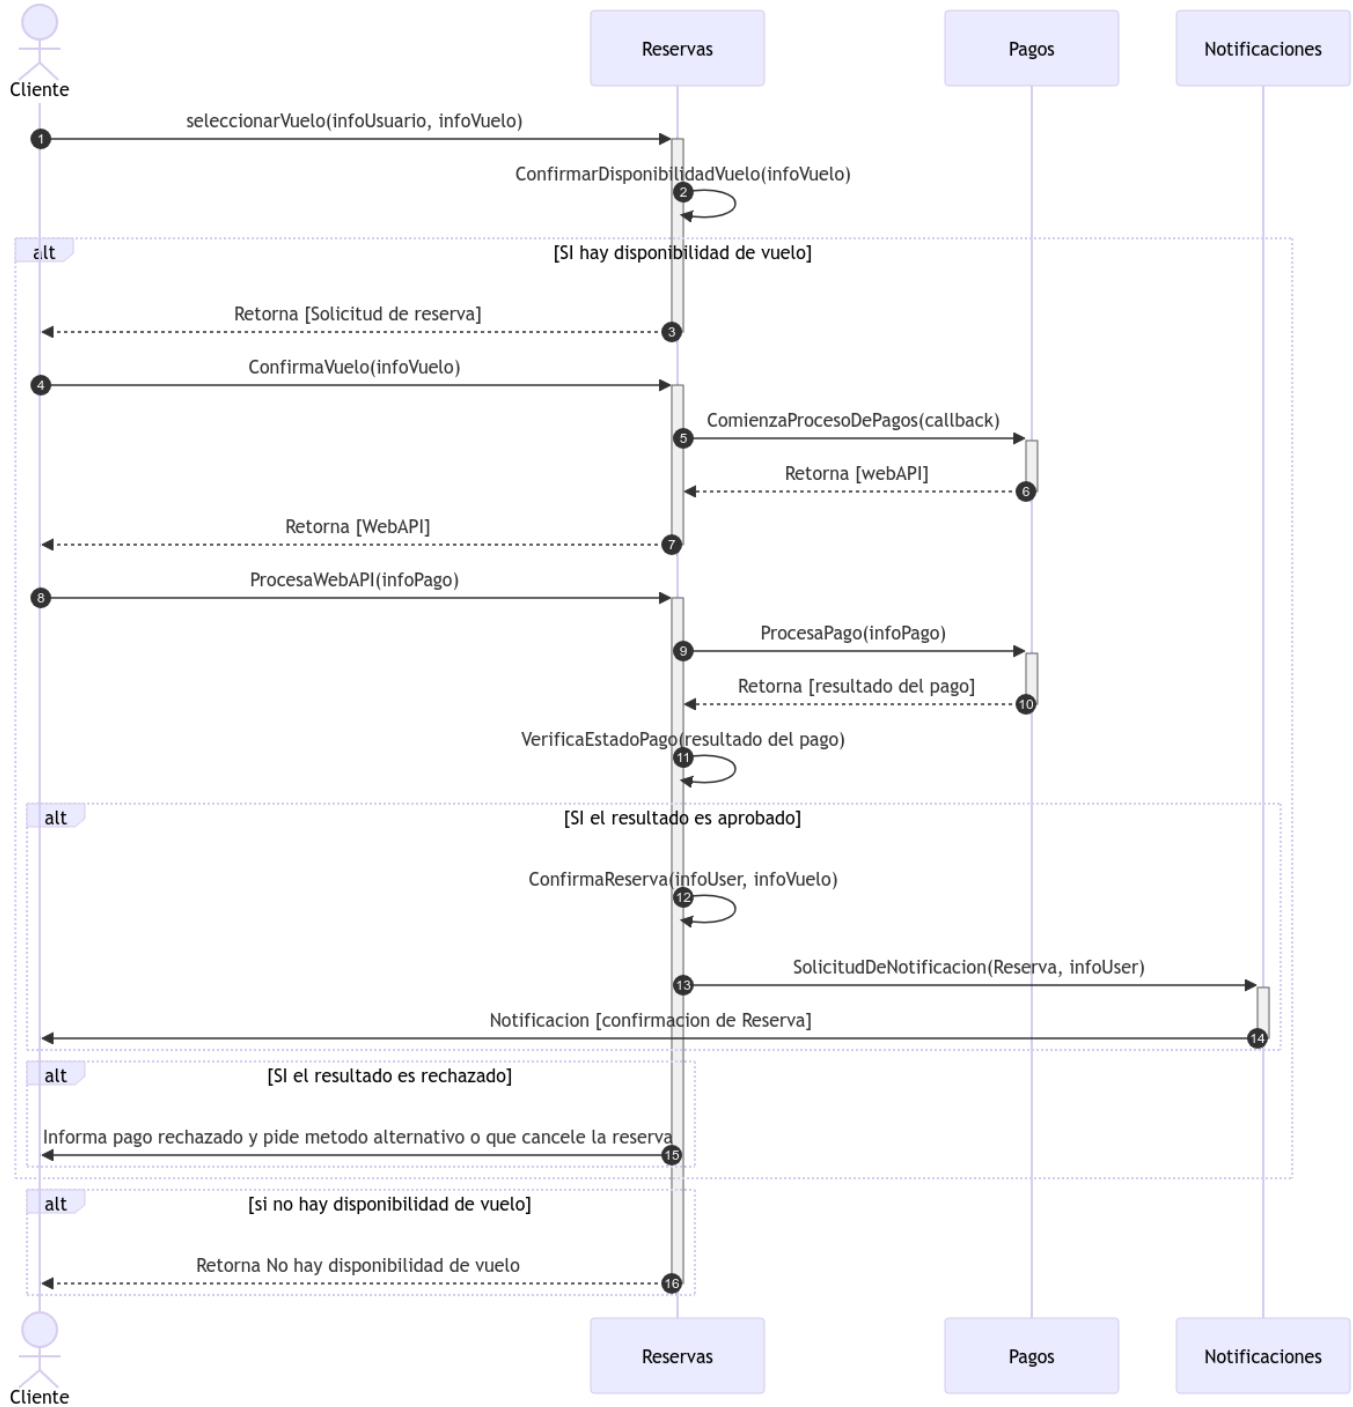 Cliente
Reservas
Pagos
Notificaciones
seleccionarVuelo(infoUsuario, infoVuelo)
1
ConfirmarDisponibilidadVuelo(infoVuelo)
2
alt
[SI hay disponibilidad de vuelo]
Retorna [Solicitud de reserva]
3
ConfirmaVuelo(infoVuelo)
4
ComienzaProcesoDePagos(callback)
5
Retorna [webAPI]
6
Retorna [WebAPI]
7
ProcesaWebAPI(infoPago)
8
ProcesaPago(infoPago)
9
Retorna [resultado del pago]
10
VerificaEstadoPago(resultado del pago)
11
alt
[SI el resultado es aprobado]
ConfirmaReserva(infoUser, infoVuelo)
12
SolicitudDeNotificacion(Reserva, infoUser)
13
Notificacion [confirmacion de Reserva]
14
alt
[SI el resultado es rechazado]
Informa pago rechazado y pide metodo alternativo o que cancele la reserva
15
alt
[si no hay disponibilidad de vuelo]
Retorna No hay disponibilidad de vuelo
16
Cliente
Reservas
Pagos
Notificaciones